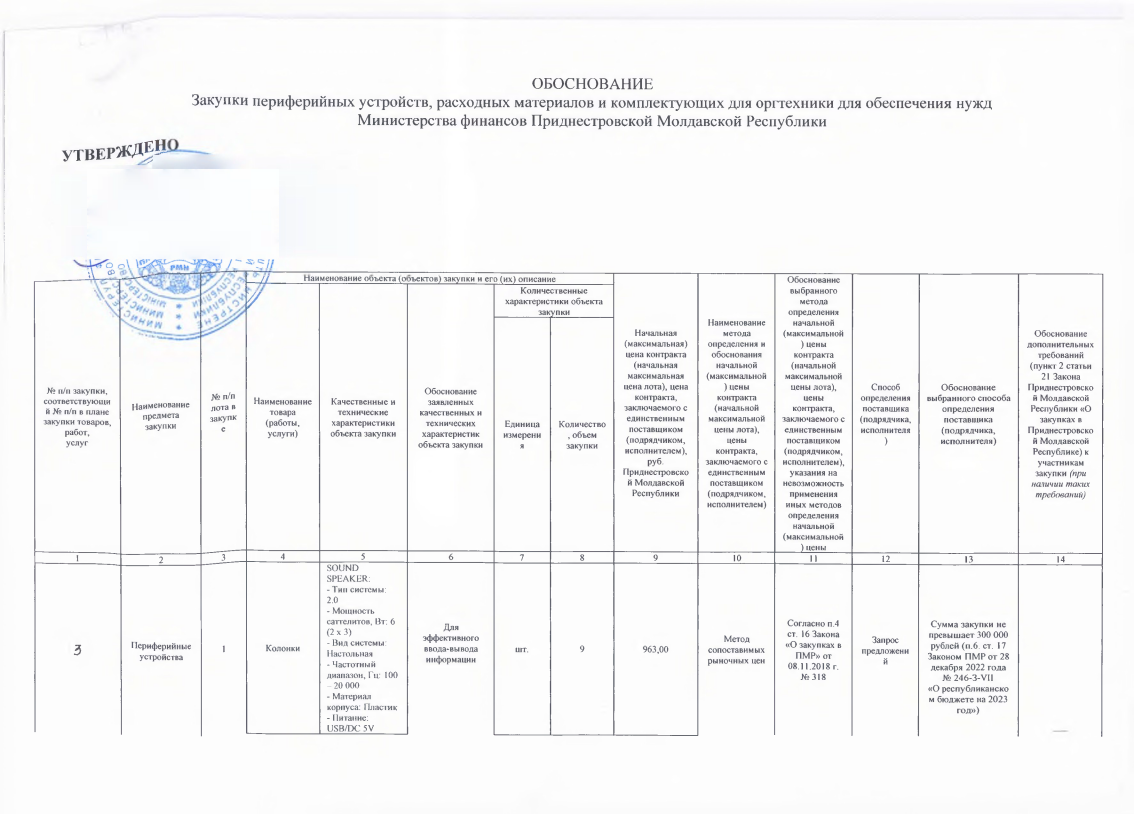 ОБОСНОВАНИЕ
Закупки периферийных устройств, расходных материалов и комплектующих для оргтехники для обеспечения нужд
Министерства финансов Приднестровской Молдавской Республики
УТВЕРЖДЕНО
РМН
№ п/п закупки,
соответствующи
й № п/п в плане
закупки товаров,
работ,
услуг
Наименование
предмета
закупки
№ п/п
лота в
закупк
е
Наименование объекта (объектов) закупки и его (их) описание
Наименование
товара
(работы,
услуги)
Качественные и
технические
характеристики
объекта закупки
Обоснование
заявленных
качественных и
технических
характеристик
объекта закупки
Количественные
характеристики объекта
закупки
Единица
измерени
я
Количество
, объем
закупки
Начальная
(максимальная)
цена контракта
(начальная
максимальная
цена лота), цена
контракта,
заключаемого с
единственным
поставщиком
(подрядчиком,
исполнителем),
руб.
Приднестровско
й Молдавской
Республики
Наименование
метода
определения и
обоснования
начальной
(максимальной
) цены
контракта
(начальной
максимальной
цены лота),
цены
контракта,
заключаемого с
единственным
поставщиком
(подрядчиком,
исполнителем)
Обоснование
выбранного
метода
определения
начальной
(максимальной
) цены
контракта
(начальной
максимальной
цены лота),
цены
контракта,
заключаемого с
единственным
поставщиком
(подрядчиком,
исполнителем),
указания на
невозможность
применения
иных методов
определения
начальной
(максимальной
) цены
Способ
определения
поставщика
(подрядчика,
исполнителя
)
Обоснование
выбранного способа
определения
поставщика
(подрядчика,
исполнителя)
Обоснование
дополнительных
требований
(пункт 2 статьи
21 Закона
Приднестровско
й Молдавской
Республики «О
закупках в
Приднестровско
й Молдавской
Республике) к
участникам
закупки (при
наличии таких
требований)
1 2 3 4 5 6 7 8 9 10 11 12 13 14
3
Периферийные
устройства
1
Колонки
SOUND
SPEAKER:
- Тип системы:
2.0
- Мощность
саттелитов, Вт: 6
(2 x 3)
- Вид системы:
Настольная
- Частотный
диапазон, Гц: 100
– 20 000
- Материал
корпуса: Пластик
- Питание:
USB/DC 5V
Для
эффективного
ввода-вывода
информации
шт.
9
963,00
Метод
сопоставимых
рыночных цен
Согласно п.4
ст. 16 Закона
«О закупках в
ПМР» от
08.11.2018 г.
№ 318
Запрос
предложени
й
Сумма закупки не
превышает 300 000
рублей (п.6. ст. 17
Законом ПМР от 28
декабря 2022 года
№ 246-З-VII
«О республиканско
м бюджете на 2023
год»)
—